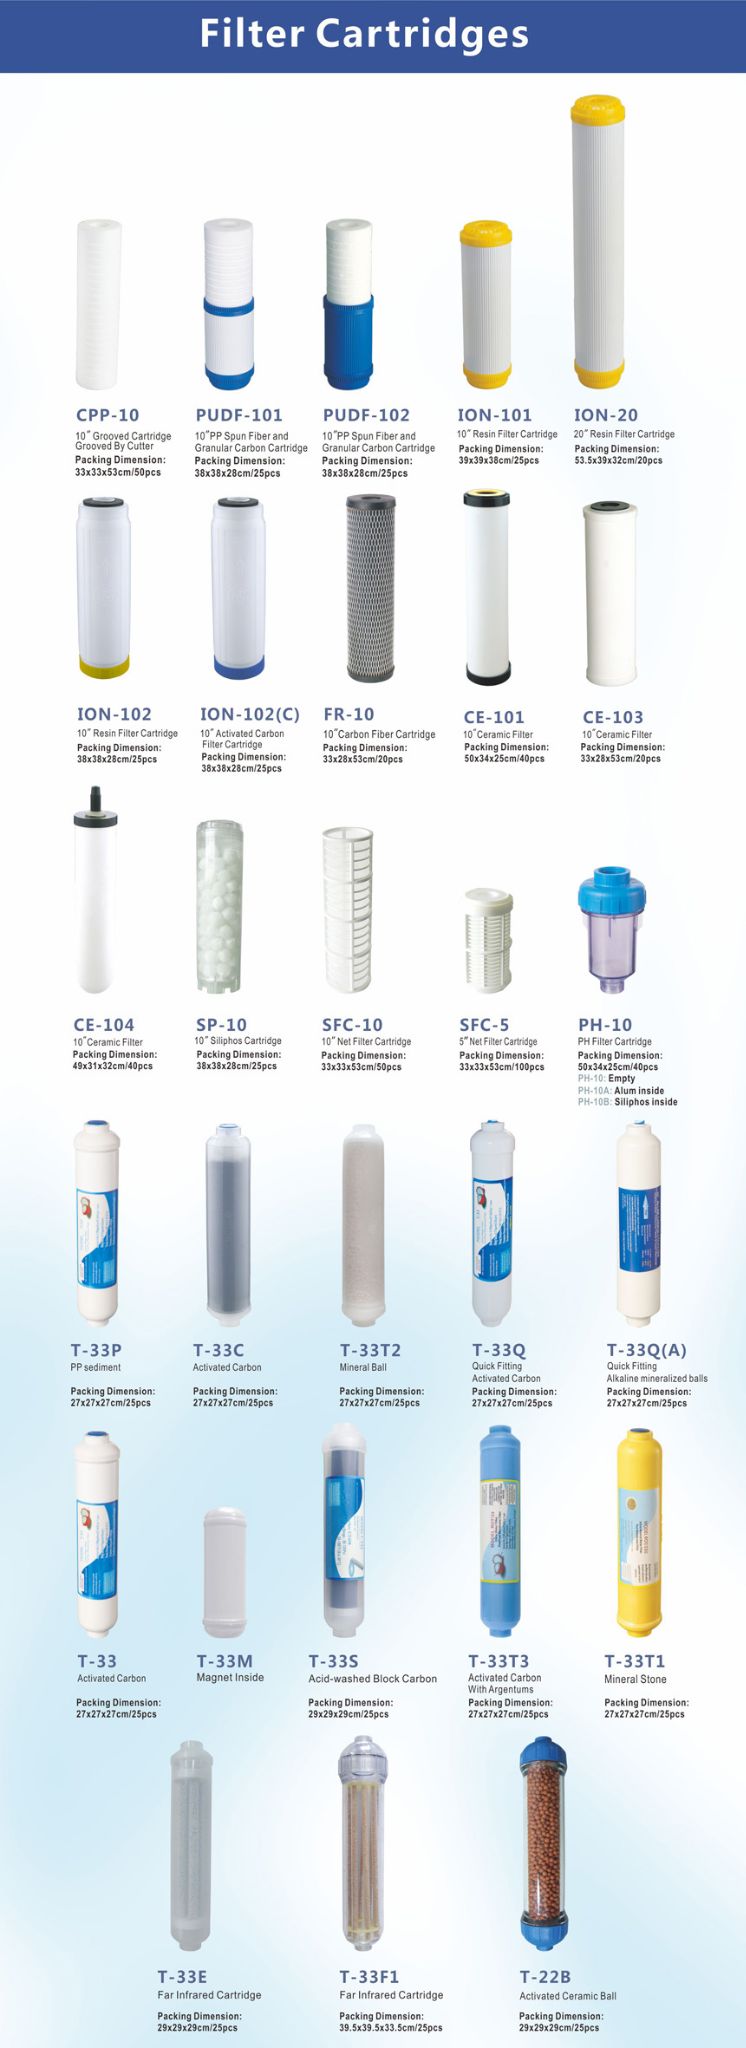 Filter Cartridges
CPP-10
10" Grooved Cartridge
Grooved By Cutter
Packing Dimension:
33x33x53cm/50pcs
PUDF-101
10"PP Spun Fiber and
Granular Carbon Cartridge
Packing Dimension:
38x38x28cm/25pcs
PUDF-102
10"PP Spun Fiber and
Granular Carbon Cartridge
Packing Dimension:
38x38x28cm/25pcs
ION-101
10" Resin Filter Cartridge
Packing Dimension:
39x39x38cm/25pcs
ION-20
20" Resin Filter Cartridge
Packing Dimension:
53.5x39x32cm/20pcs
ION-102
10" Resin Filter Cartridge
Packing Dimension:
38x38x28cm/25pcs
ION-102(C)
10" Activated Carbon
Filter Cartridge
Packing Dimension:
38x38x28cm/25pcs
FR-10
10"Carbon Fiber Cartridge
Packing Dimension:
33x28x53cm/20pcs
CE-101
10"Ceramic Filter
Packing Dimension:
50x34x25cm/40pcs
CE-103
10"Ceramic Filter
Packing Dimension:
33x28x53cm/20pcs
CE-104
10"Ceramic Filter
Packing Dimension:
49x31x32cm/40pcs
SP-10
10" Siliphos Cartridge
Packing Dimension:
38x38x28cm/25pcs
SFC-10
10" Net Filter Cartridge
Packing Dimension:
33x33x53cm/50pcs
SFC-5
5" Net Filter Cartridge
Packing Dimension:
33x33x53cm/100pcs
PH-10
PH Filter Cartridge
Packing Dimension:
50x34x25cm/40pcs
PH-10: Empty
PH-10A: Alum inside
PH-10B: Siliphos inside
T-33P
PP sediment
Packing Dimension:
27x27x27cm/25pcs
T-33C
Activated Carbon
Packing Dimension:
27x27x27cm/25pcs
T-33T2
Mineral Ball
Packing Dimension:
27x27x27cm/25pcs
T-33Q
Quick Fitting
Activated Carbon
Packing Dimension:
27x27x27cm/25pcs
T-33Q(A)
Quick Fitting
Alkaline mineralized balls
Packing Dimension:
27x27x27cm/25pcs
T-33
Activated Carbon
Packing Dimension:
27x27x27cm/25pcs
T-33M
Magnet Inside
T-33S
Acid-washed Block Carbon
Packing Dimension:
29x29x29cm/25pcs
T-33T3
Activated Carbon
With Argentums
Packing Dimension:
27x27x27cm/25pcs
T-33T1
Mineral Stone
Packing Dimension:
27x27x27cm/25pcs
T-33E
Far Infrared Cartridge
Packing Dimension:
29x29x29cm/25pcs
T-33F1
Far Infrared Cartridge
Packing Dimension:
39.5x39.5x33.5cm/25pcs
T-22B
Activated Ceramic Ball
Packing Dimension:
29x29x29cm/25pcs